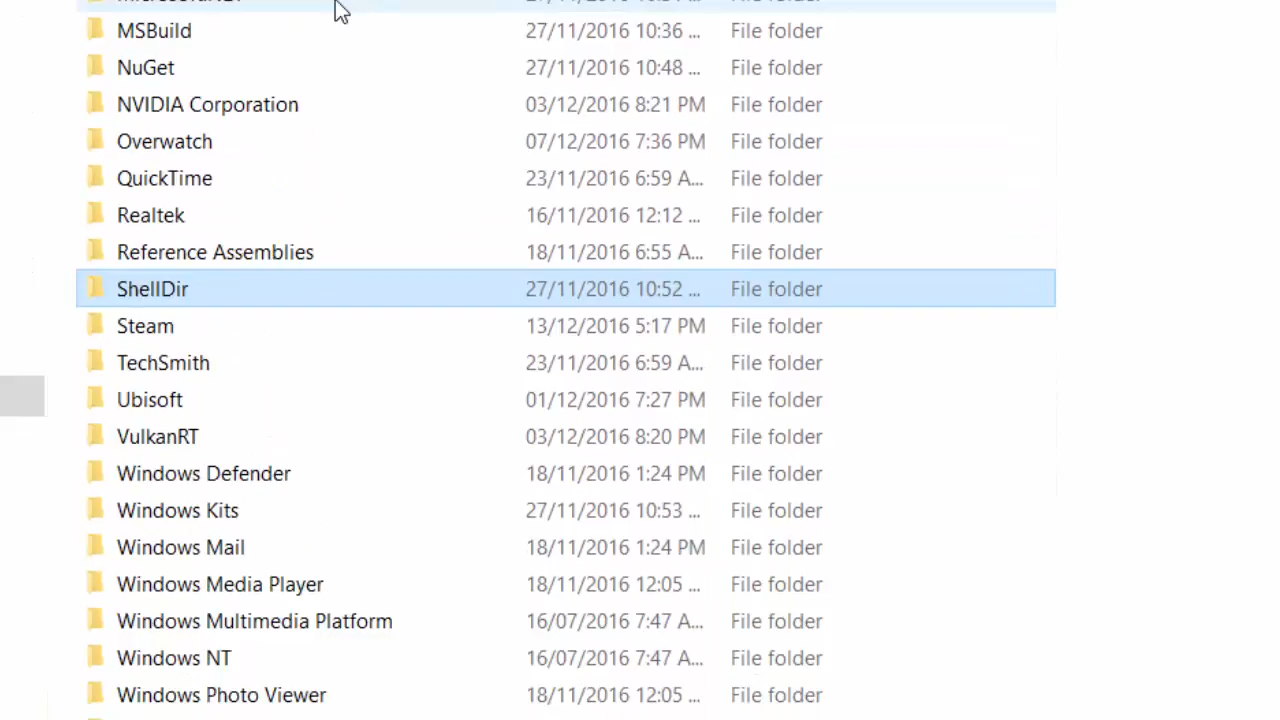 MSBuild 27/11/2016 10:36 ... File folder
NuGet 27/11/2016 10:48 ... File folder
NVIDIA Corporation 03/12/2016 8:21 PM File folder
Overwatch 07/12/2016 7:36 PM File folder
QuickTime 23/11/2016 6:59 A... File folder
Realtek 16/11/2016 12:12 ... File folder
Reference Assemblies 18/11/2016 6:55 A... File folder
ShellDir 27/11/2016 10:52 ... File folder
Steam 13/12/2016 5:17 PM File folder
TechSmith 23/11/2016 6:59 A... File folder
Ubisoft 01/12/2016 7:27 PM File folder
VulkanRT 03/12/2016 8:20 PM File folder
Windows Defender 18/11/2016 1:24 PM File folder
Windows Kits 27/11/2016 10:53 ... File folder
Windows Mail 18/11/2016 1:24 PM File folder
Windows Media Player 18/11/2016 12:05 ... File folder
Windows Multimedia Platform 16/07/2016 7:47 A... File folder
Windows NT 16/07/2016 7:47 A... File folder
Windows Photo Viewer 18/11/2016 12:05 ... File folder